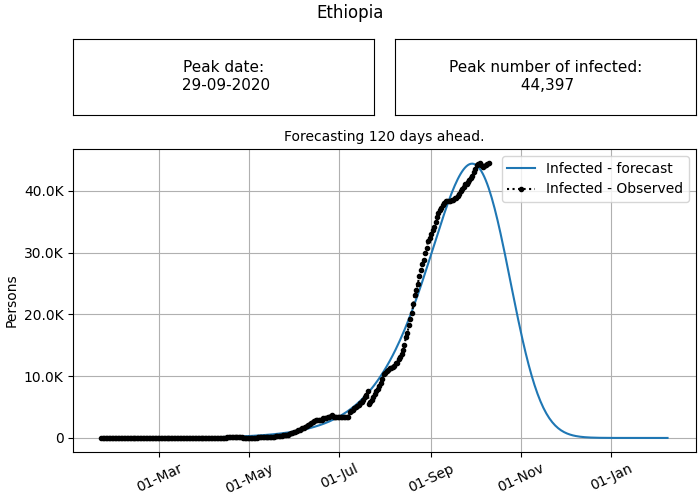 Ethiopia
Peak date:
29-09-2020
Peak number of infected:
44,397
Forecasting 120 days ahead.
Infected - forecast
Infected - Observed
Persons
40.0K
30.0K
20.0K
10.0K
0
01-Mar
01-May
01-Jul
01-Sep
01-Nov
01-Jan